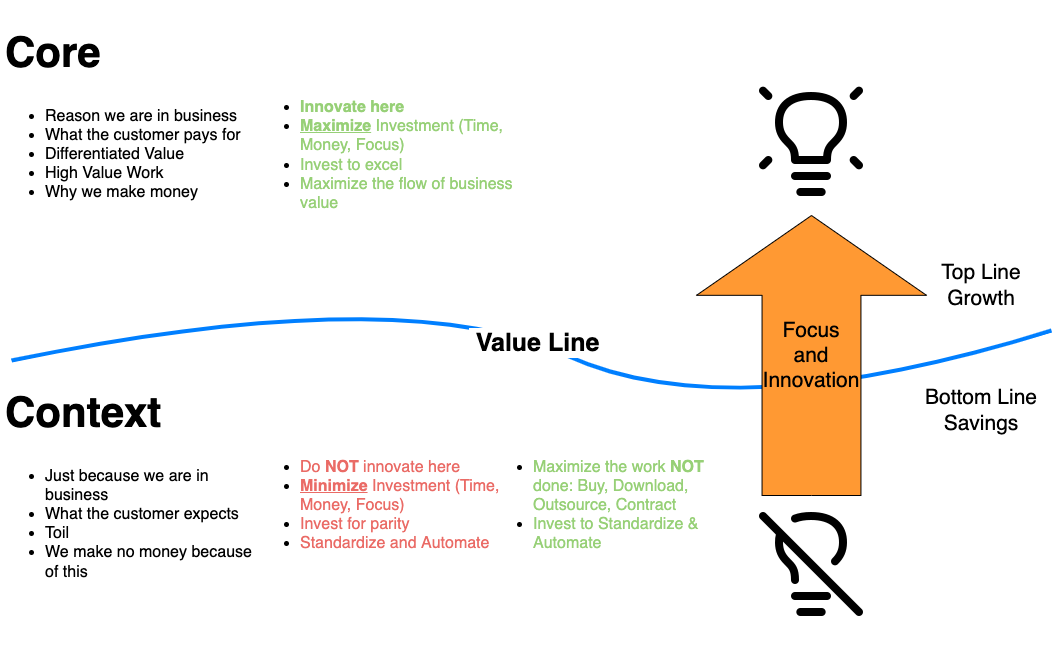 Core
Reason we are in business
What the customer pays for
Differentiated Value
High Value Work
Why we make money
Innovate here
Maximize Investment (Time,
Money, Focus)
Invest to excel
Maximize the flow of business
value
Top Line
Growth
Focus
and
Innovation
Value Line
Bottom Line
Savings
Context
Just because we are in
business
What the customer expects
Toil
We make no money because
of this
Do NOT innovate here
Minimize Investment (Time,
Money, Focus)
Invest for parity
Standardize and Automate
Maximize the work NOT
done: Buy, Download,
Outsource, Contract
Invest to Standardize &
Automate